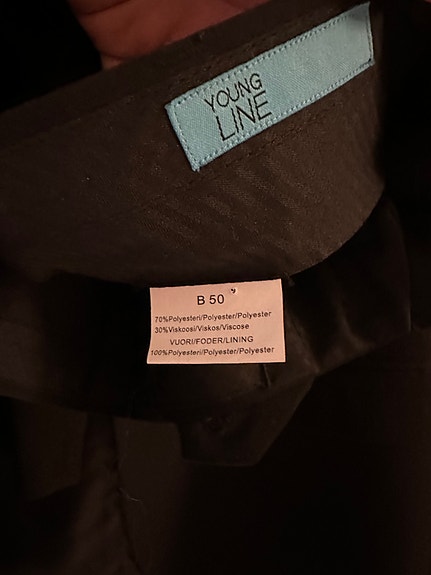 YOUNG
LINE
B 50
70%Polyesteri/Polyester/Polyester
30%Viskoosi/Viskos/Viscose
VUORI/FODER/LINING
100%Polyesteri/Polyester/Polyester